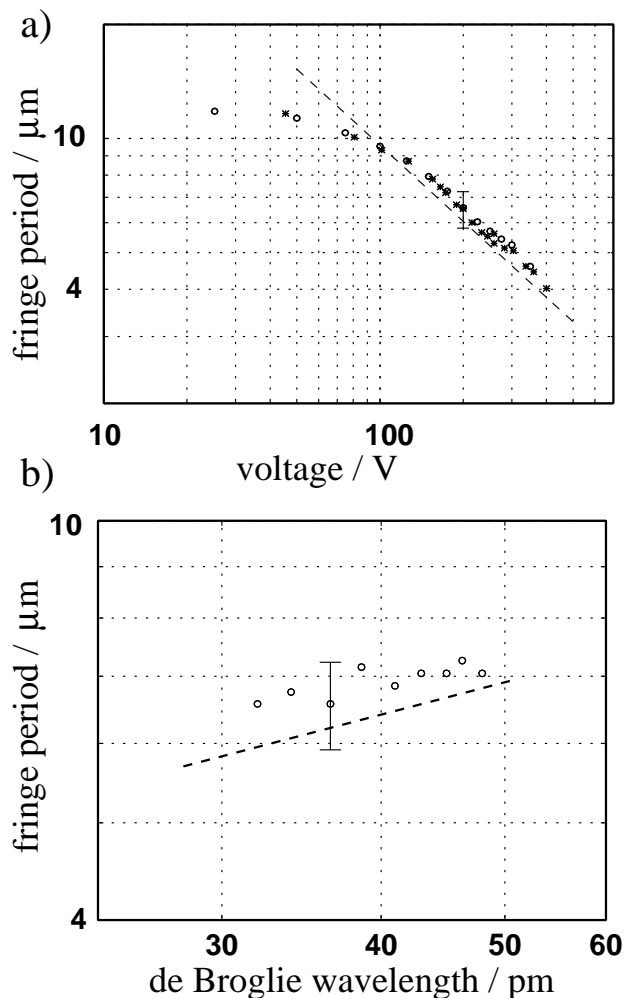 a)
fringe period / μm
10
4
10
100
voltage / V
b)
fringe period / μm
10
4
30
40
50
60
de Broglie wavelength / pm